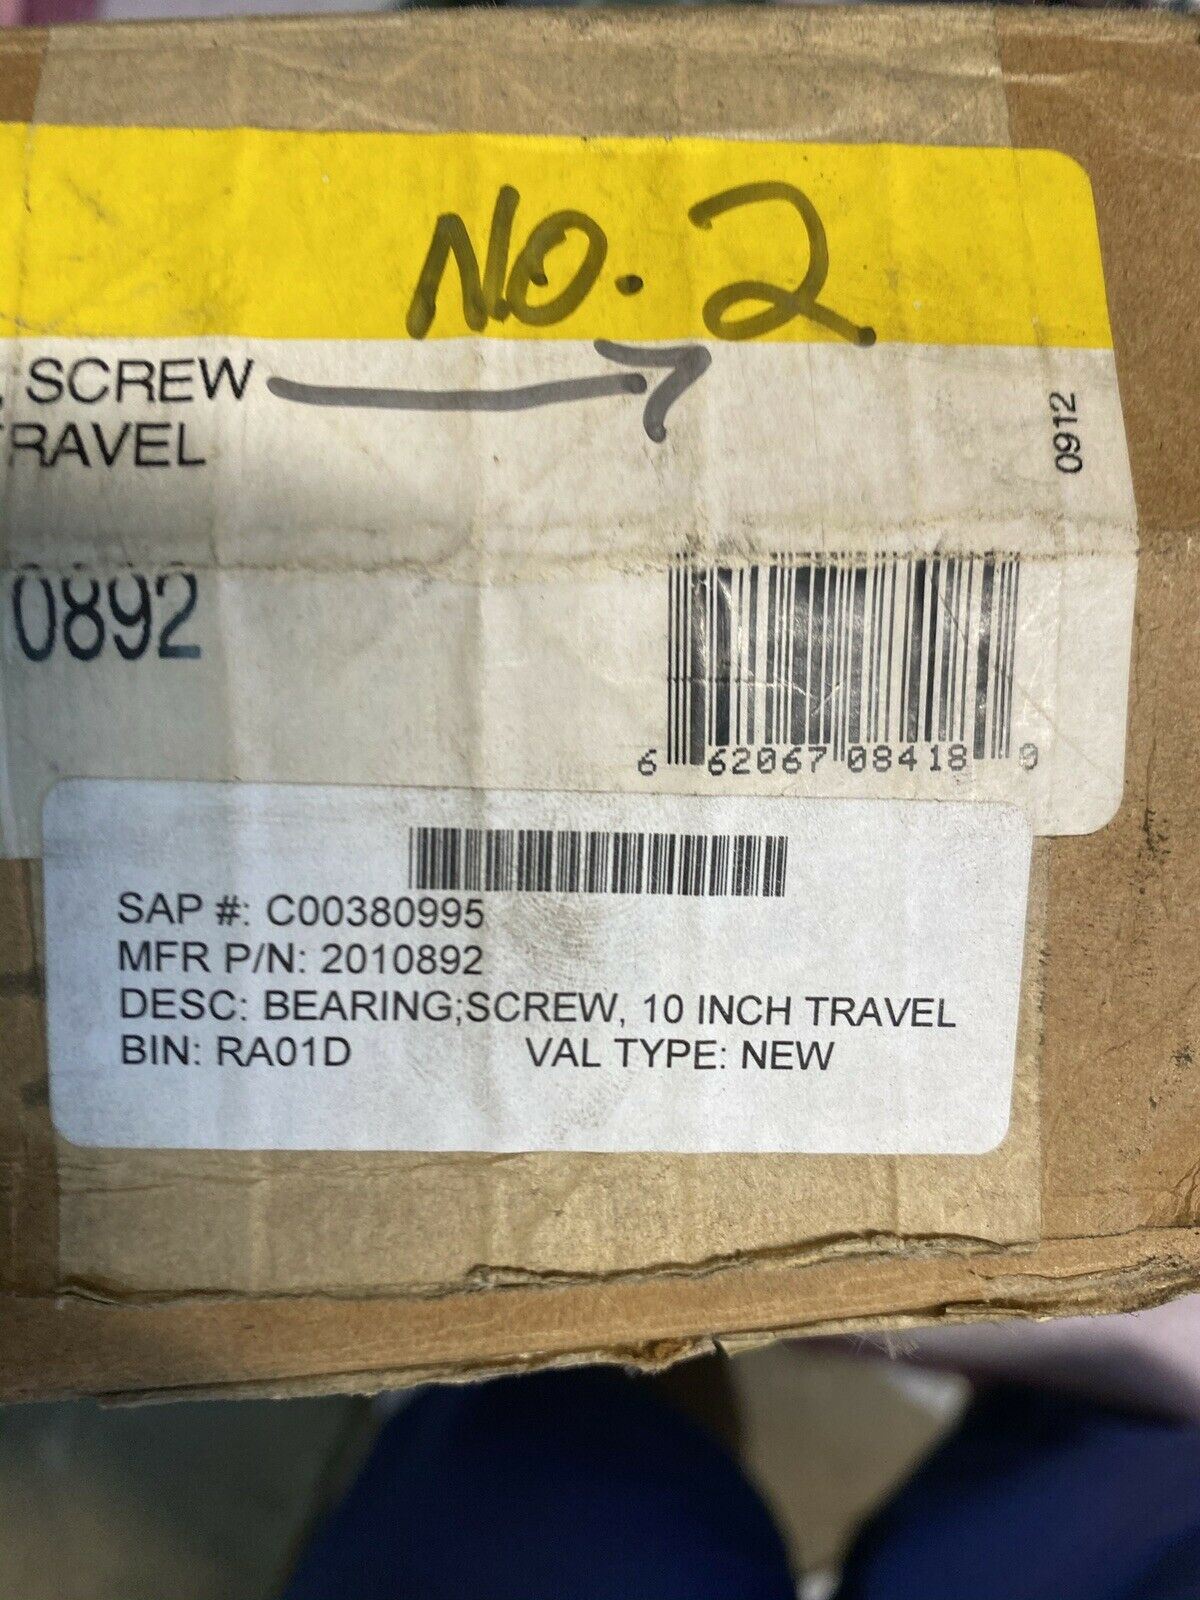 NO. 2
, SCREW
TRAVEL
0912
0892
6 62067 08418 9
SAP #: C00380995
MFR P/N: 2010892
DESC: BEARING;SCREW, 10 INCH TRAVEL
BIN: RA01D VAL TYPE: NEW